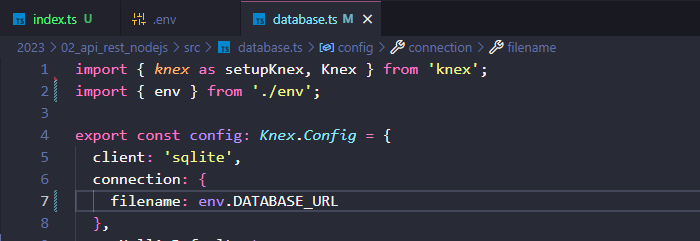 TS index.ts U .env TS database.ts M
2023 > 02_api_rest_nodejs > src > TS database.ts > config > connection > filename
1 import { knex as setupKnex, Knex } from 'knex';
2 import { env } from './env';
3
4 export const config: Knex.Config = {
5 client: 'sqlite',
6 connection: {
7 filename: env.DATABASE_URL
8 },